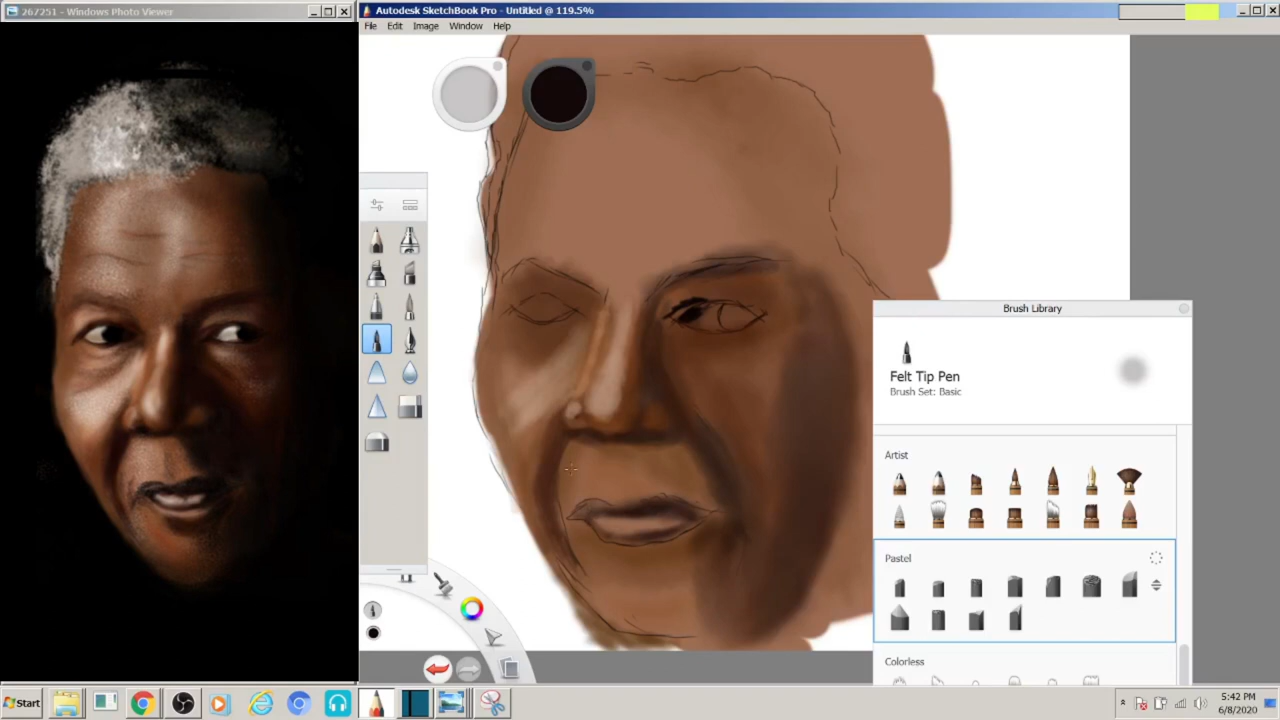 267251 - Windows Photo Viewer
Autodesk SketchBook Pro - Untitled @ 119.5%
File Edit Image Window Help
Brush Library
Felt Tip Pen
Brush Set: Basic
Artist
Pastel
Colorless
Start
5:42 PM
6/8/2020